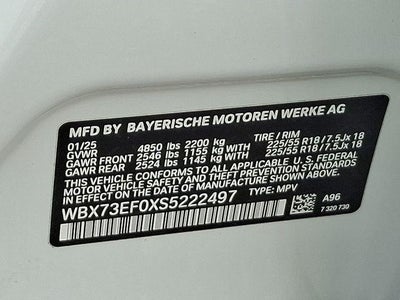 MFD BY BAYERISCHE MOTOREN WERKE AG
01/25 TIRE / RIM
GVWR 4850 lbs 2200 kg
GAWR FRONT 2546 lbs 1155 kg WITH 225/55 R18 / 7.5Jx 18
GAWR REAR 2524 lbs 1145 kg WITH 225/55 R18 / 7.5Jx 18
THIS VEHICLE CONFORMS TO ALL APPLICABLE U.S. FEDERAL
MOTOR VEHICLE SAFETY, BUMPER, AND THEFT PREVENTION
STANDARDS IN EFFECT ON THE DATE OF MANUFACTURE SHOWN ABOVE.
WBX73EF0XS5222497 TYPE: MPV
A96
7 320 730